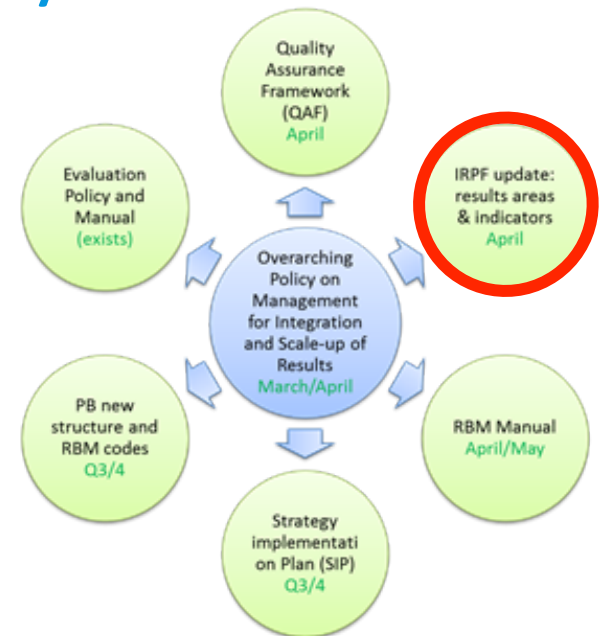 Quality
Assurance
Framework
(QAF)
April
IRPF update:
results areas
& indicators
April
Evaluation
Policy and
Manual
(exists)
Overarching
Policy on
Management
for Integration
and Scale-up of
Results
March/April
PB new
structure and
RBM codes
Q3/4
RBM Manual
April/May
Strategy
implementati
on Plan (SIP)
Q3/4